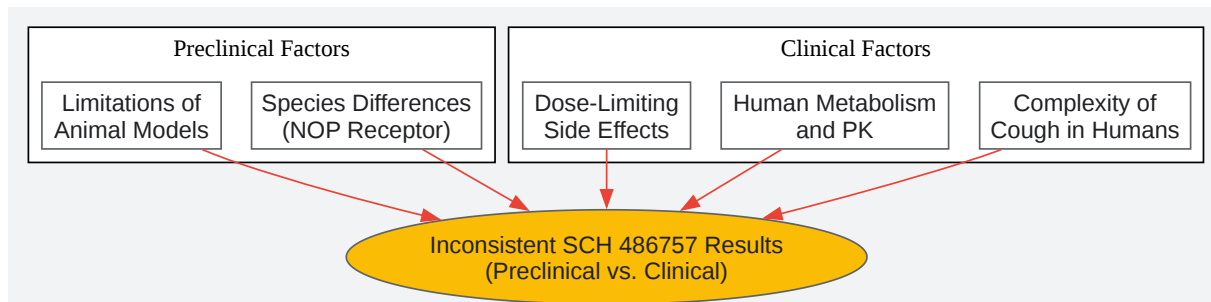 Preclinical Factors
Limitations of
Animal Models
Species Differences
(NOP Receptor)
Clinical Factors
Dose-Limiting
Side Effects
Human Metabolism
and PK
Complexity of
Cough in Humans
Inconsistent SCH 486757 Results
(Preclinical vs. Clinical)